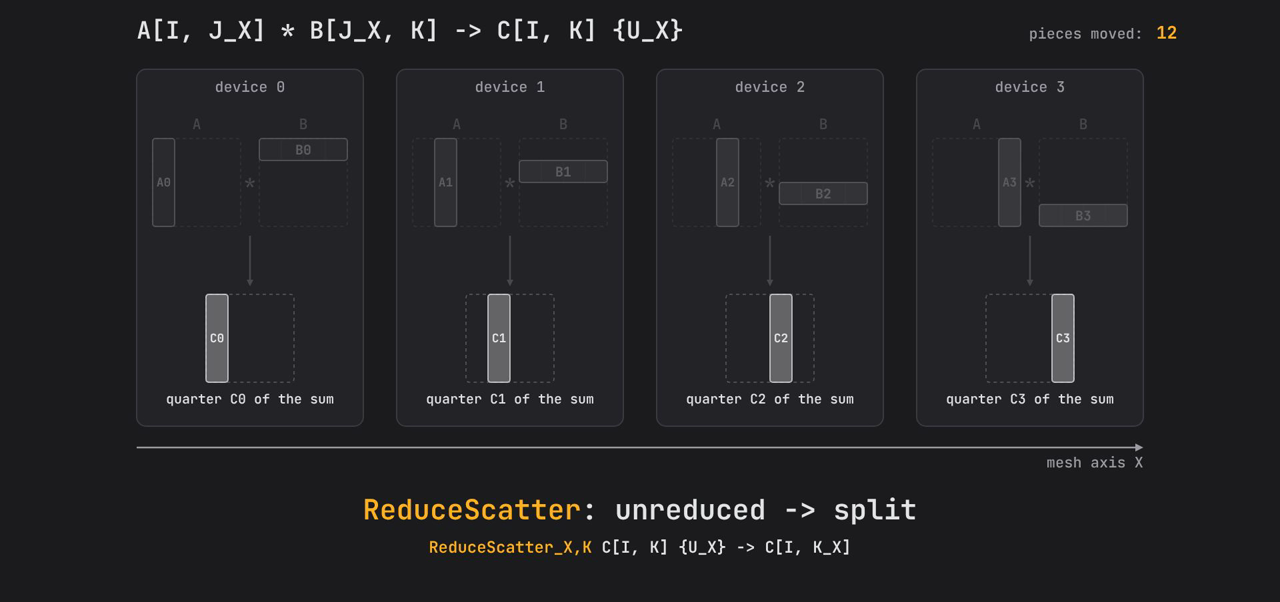 A[I, J_X] * B[J_X, K] -> C[I, K] {U_X}
pieces moved: 12
device 0
device 1
device 2
device 3
A B
A B
A B
A B
A0 * B0
A1 * B1
A2 * B2
A3 * B3
C0
C1
C2
C3
quarter C0 of the sum
quarter C1 of the sum
quarter C2 of the sum
quarter C3 of the sum
mesh axis X
ReduceScatter: unreduced -> split
ReduceScatter_X,K C[I, K] {U_X} -> C[I, K_X]